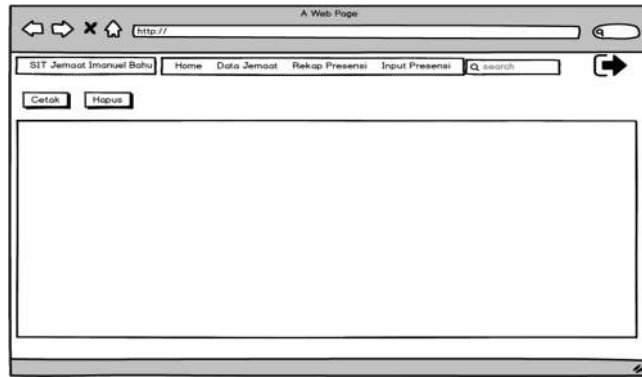 A Web Page
http://
SIT Jemaat Imanuel Bahu Home Data Jemaat Rekap Presensi Input Presensi search
Cetak Hapus